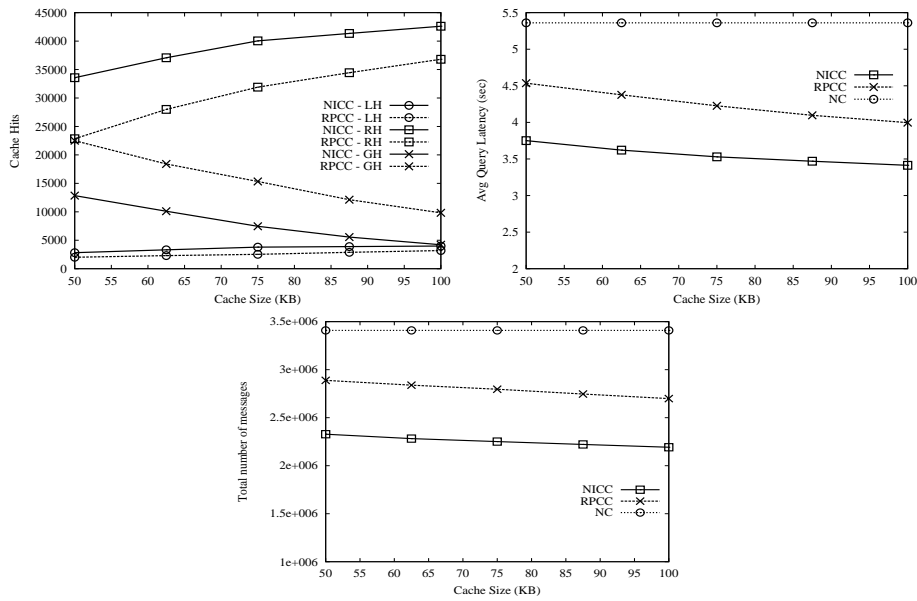 45000
40000
35000
30000
25000
20000
15000
10000
5000
0
Cache Hits
NICC - LH
RPCC - LH
NICC - RH
RPCC - RH
NICC - GH
RPCC - GH
50 55 60 65 70 75 80 85 90 95 100
Cache Size (KB)
5.5
5
4.5
4
3.5
3
2.5
2
Avg Query Latency (sec)
NICC
RPCC
NC
50 55 60 65 70 75 80 85 90 95 100
Cache Size (KB)
3.5e+006
3e+006
2.5e+006
2e+006
1.5e+006
1e+006
Total number of messages
NICC
RPCC
NC
50 55 60 65 70 75 80 85 90 95 100
Cache Size (KB)